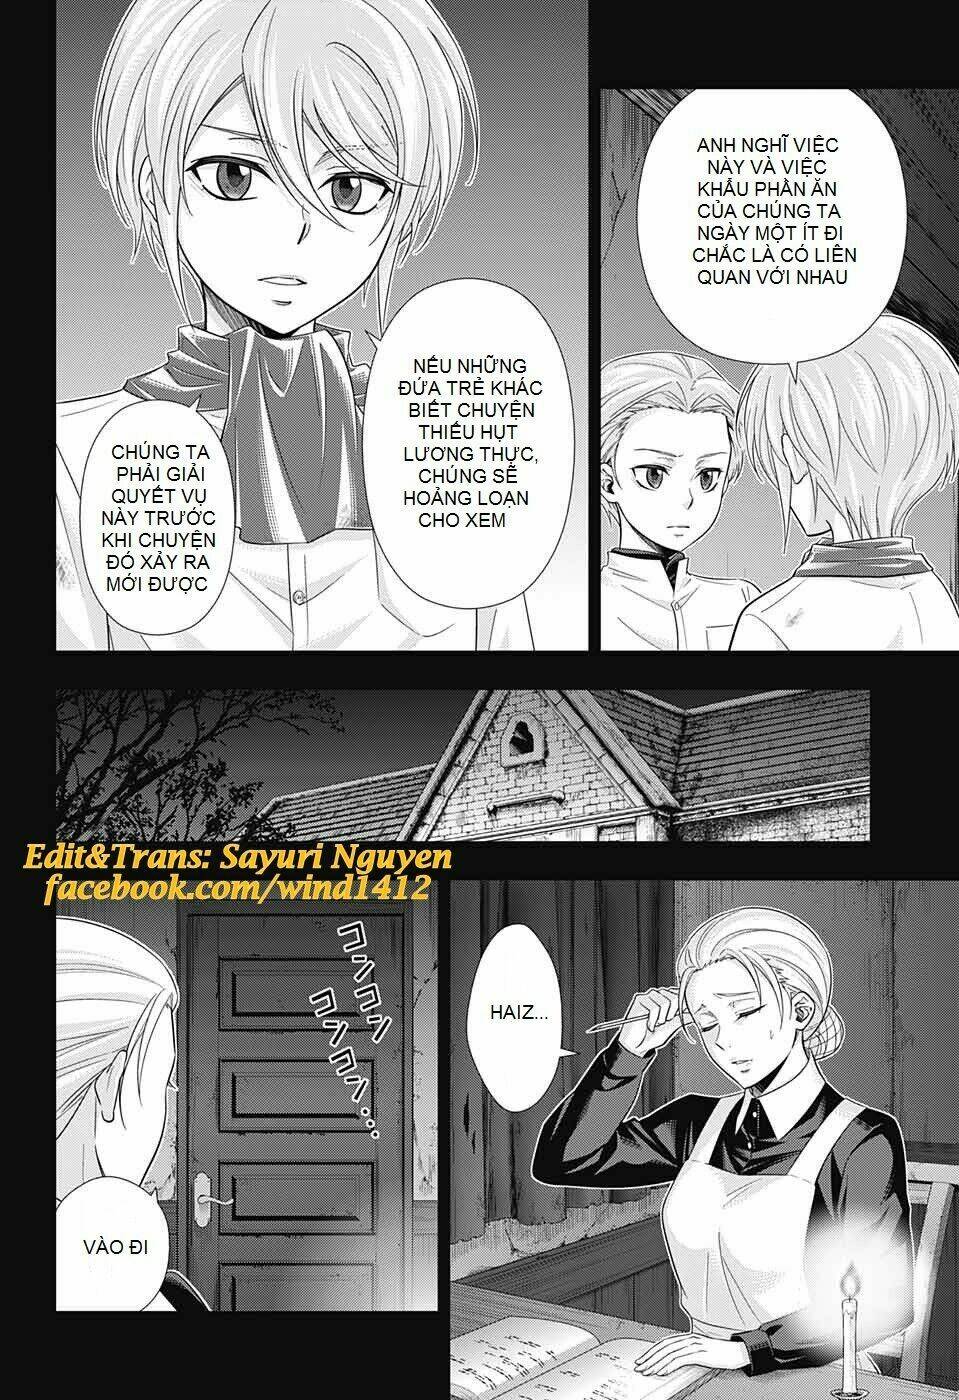 ANH NGHĨ VIỆC
NÀY VÀ VIỆC
KHẨU PHẦN ĂN
CỦA CHÚNG TA
NGÀY MỘT ÍT ĐI
CHẮC LÀ CÓ LIÊN
QUAN VỚI NHAU
NẾU NHỮNG
ĐỨA TRẺ KHÁC
BIẾT CHUYỆN
THIẾU HỤT
LƯƠNG THỰC,
CHÚNG SẼ
HOẢNG LOẠN
CHO XEM
CHÚNG TA
PHẢI GIẢI
QUYẾT VỤ
NÀY TRƯỚC
KHI CHUYỆN
ĐÓ XẢY RA
MỚI ĐƯỢC
Edit&Trans: Sayuri Nguyen
facebook.com/wind1412
HAIZ...
コンコン
コンコン...
VÀO ĐI